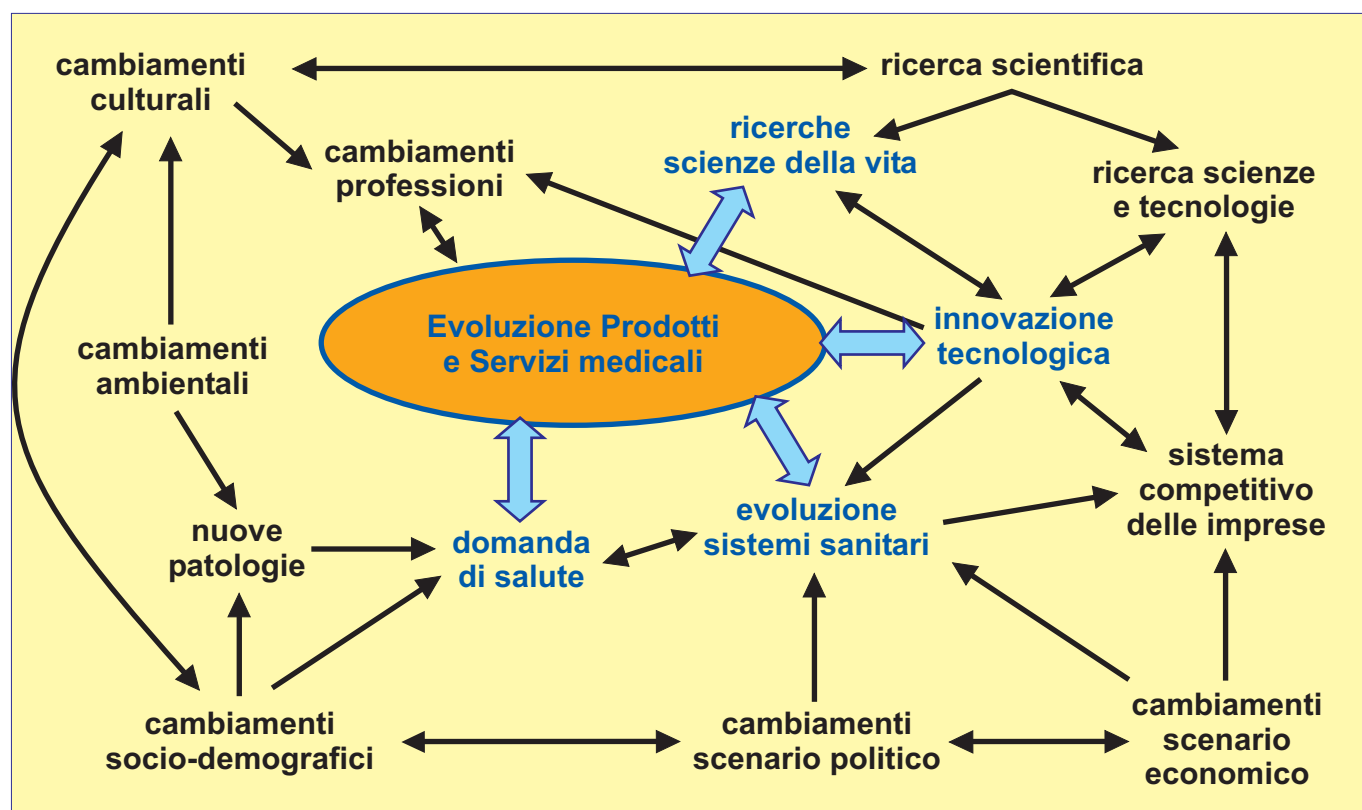 cambiamenti
culturali
ricerca scientifica
ricerche
scienze della vita
cambiamenti
professioni
ricerca scienze
e tecnologie
Evoluzione Prodotti
e Servizi medicali
innovazione
tecnologica
cambiamenti
ambientali
sistema
competitivo
delle imprese
evoluzione
sistemi sanitari
nuove
patologie
domanda
di salute
cambiamenti
socio-demografici
cambiamenti
scenario politico
cambiamenti
scenario
economico